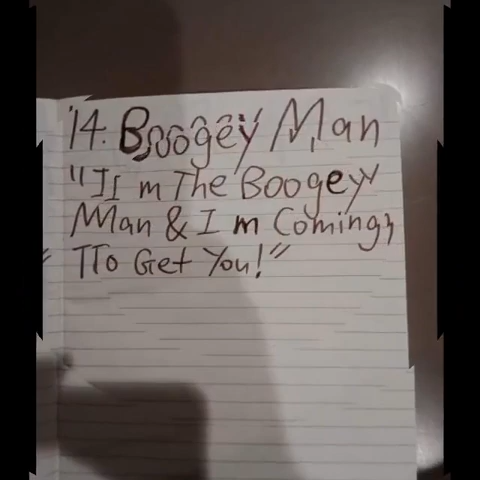 14. Boogey Man
"I'm The Boogey
Man & I'm Coming
To Get You!"